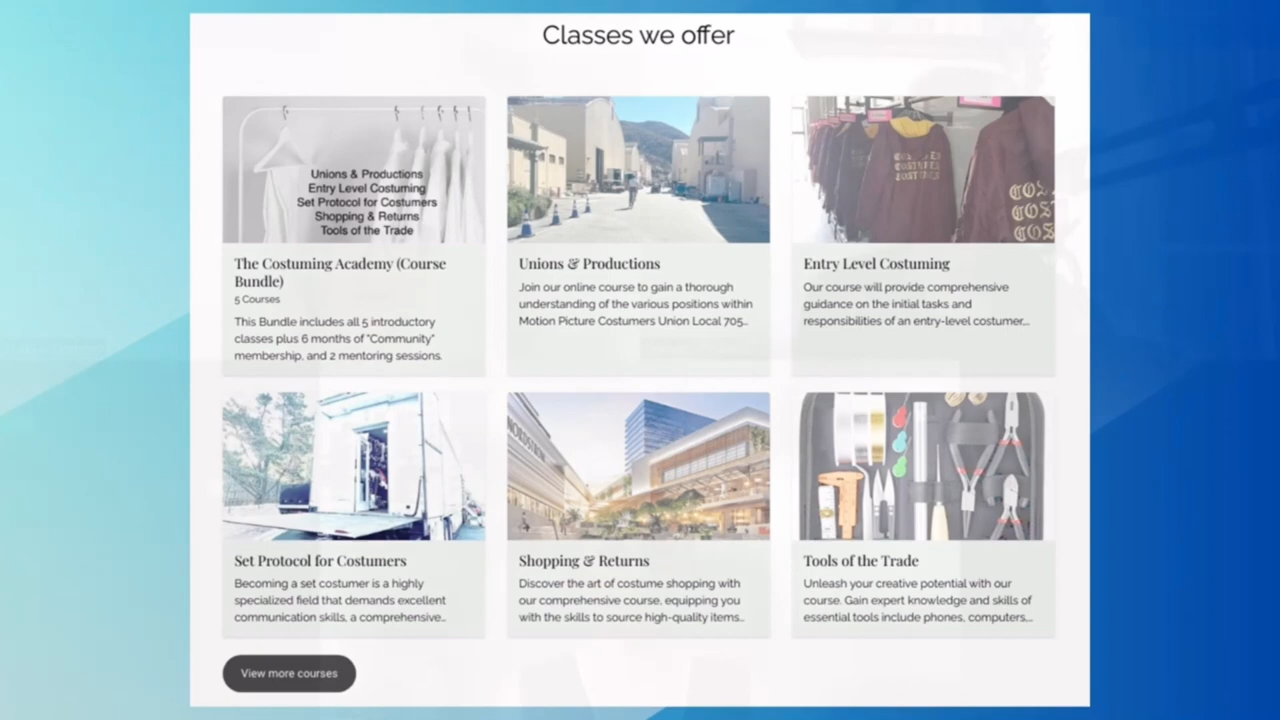 Classes we offer
Unions & Productions
Entry Level Costuming
Set Protocol for Costumers
Shopping & Returns
Tools of the Trade
The Costuming Academy (Course
Bundle)
5 Courses
This Bundle includes all 5 introductory
classes plus 6 months of "Community"
membership, and 2 mentoring sessions.
Unions & Productions
Join our online course to gain a thorough
understanding of the various positions within
Motion Picture Costumers Union Local 705...
COSTUMES
COSTUMES
Entry Level Costuming
Our course will provide comprehensive
guidance on the initial tasks and
responsibilities of an entry-level costumer,...
Set Protocol for Costumers
Becoming a set costumer is a highly
specialized field that demands excellent
communication skills, a comprehensive...
NORDSTROM
Shopping & Returns
Discover the art of costume shopping with
our comprehensive course, equipping you
with the skills to source high-quality items...
Tools of the Trade
Unleash your creative potential with our
course. Gain expert knowledge and skills of
essential tools include phones, computers,...
View more courses